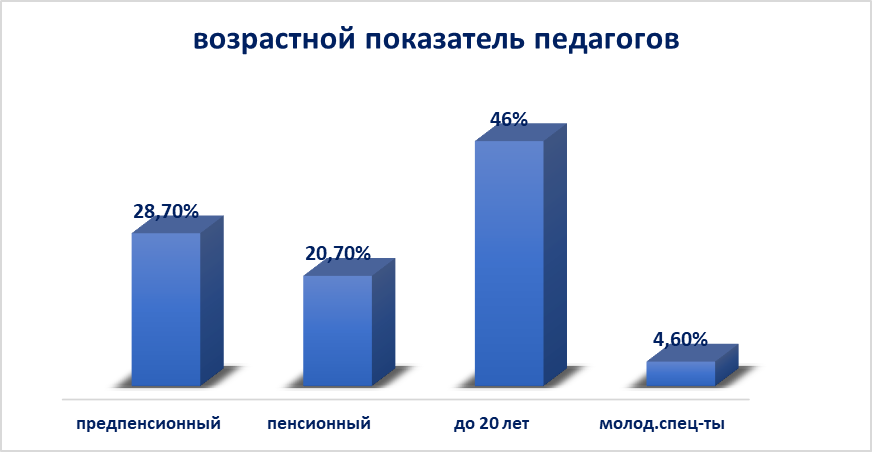 возрастной показатель педагогов
46%
28,70%
20,70%
4,60%
предпенсионный
пенсионный
до 20 лет
молод.спец-ты